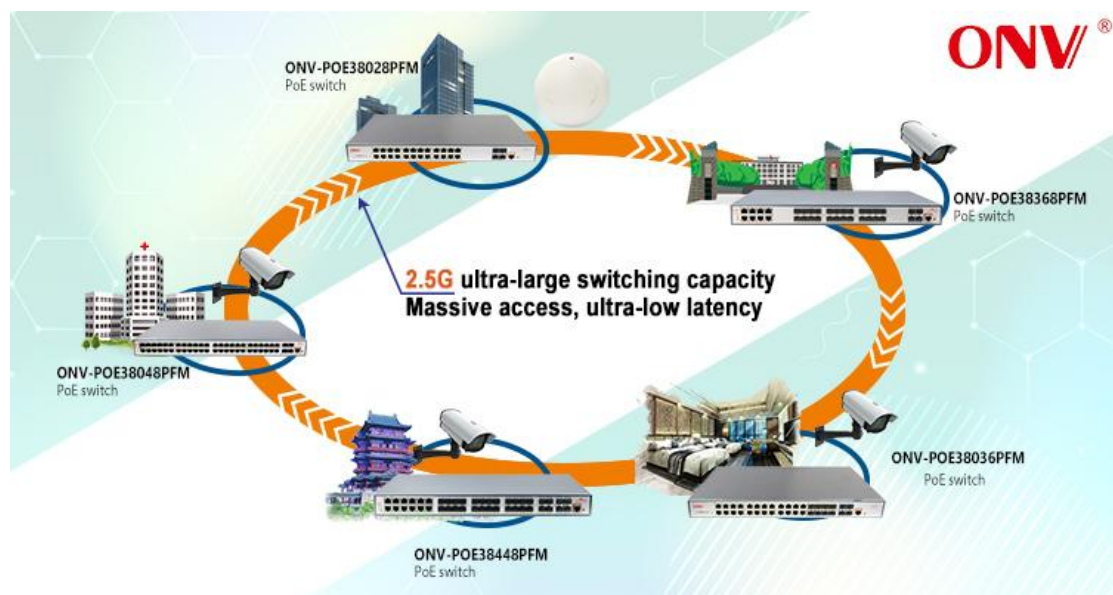 ONV®
ONV-POE38028PFM
PoE switch
ONV-POE38368PFM
PoE switch
2.5G ultra-large switching capacity
Massive access, ultra-low latency
ONV-POE38048PFM
PoE switch
ONV-POE38036PFM
PoE switch
ONV-POE38448PFM
PoE switch